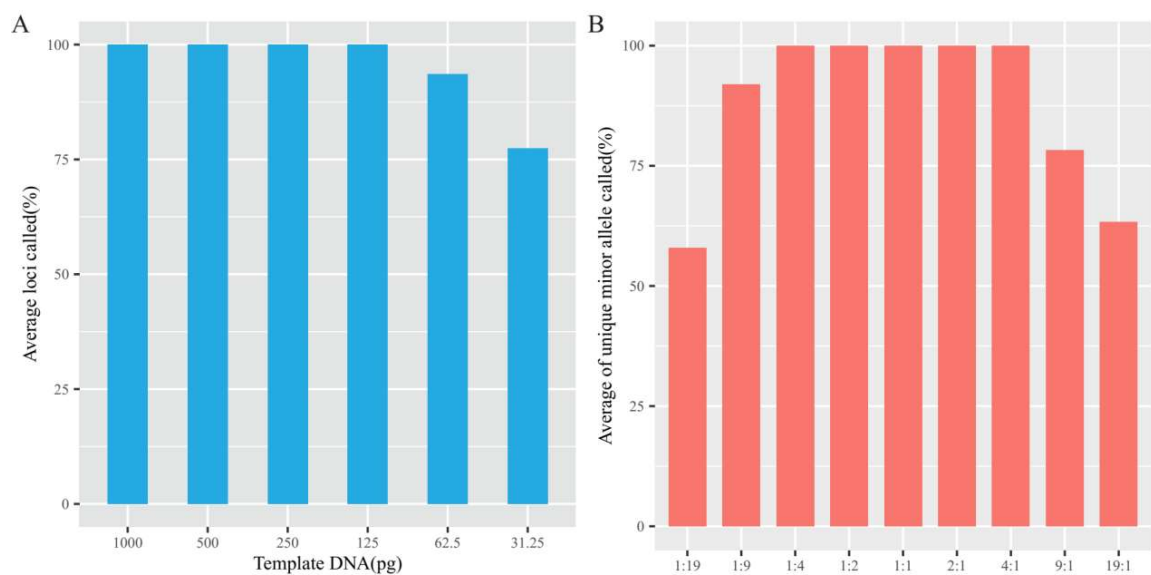 A
Average loci called(%)
100
75
50
25
0
1000 500 250 125 62.5 31.25
Template DNA(pg)
B
Average of unique minor allele called(%)
100
75
50
25
0
1:19 1:9 1:4 1:2 1:1 2:1 4:1 9:1 19:1